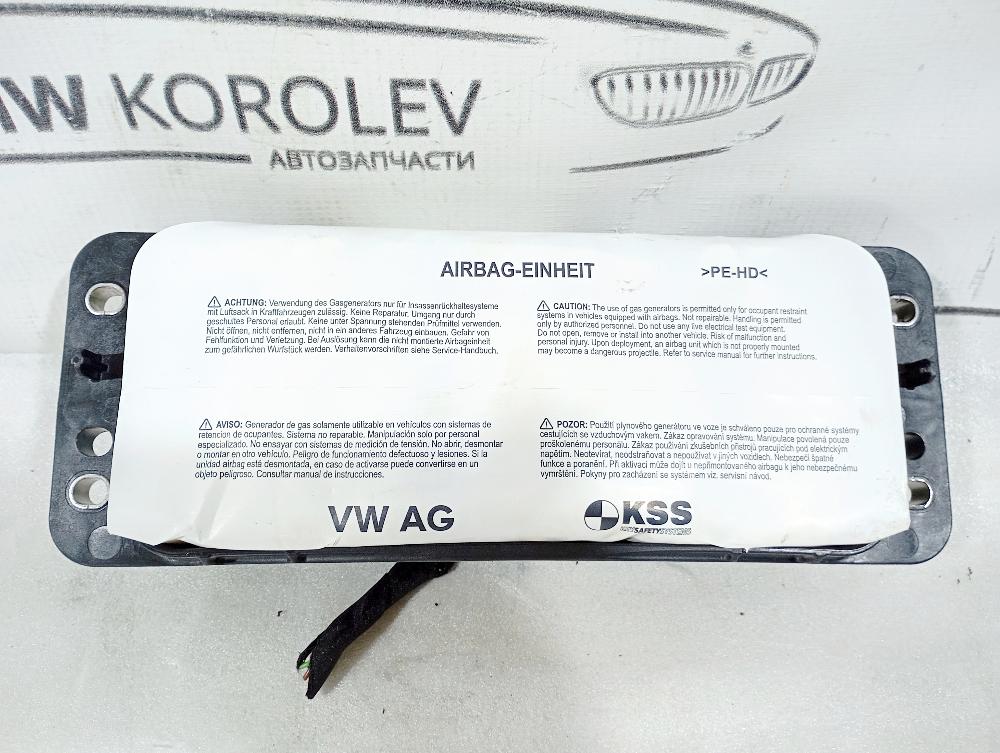 MW KOROLEV
АВТОЗАПЧАСТИ
AIRBAG-EINHEIT
>PE-HD<
ACHTUNG: Verwendung des Gasgenerators nur für Insassenrückhaltesysteme
mit Luftsack in Kraftfahrzeugen zulässig. Keine Reparatur, Umgang nur durch
geschultes Personal erlaubt. Keine unter Spannung stehenden Prüfmittel verwenden.
Nicht öffnen, nicht entfernen, nicht in ein anderes Fahrzeug einbauen. Gefahr von
Fehlfunktion und Verletzung. Bei Auslösung kann die nicht montierte Airbageinheit
zum gefährlichen Wurfstück werden. Verhaltenvorschriften siehe Service-Handbuch.
CAUTION: The use of gas generators is permitted only for occupant restraint
systems in vehicles equipped with airbags. Not repairable. Handling is permitted
only by authorized personnel. Do not use any live electrical test equipment.
Do not open, remove or install into another vehicle. Risk of malfunction and
personal injury. Upon deployment, an airbag unit which is not properly mounted
may become a dangerous projectile. Refer to service manual for further instructions.
AVISO: Generador de gas solamente utilizable en vehículos con sistemas de
retencion de ocupantes. Sistema no reparable. Manipulación solo por personal
especializado. No ensayar con sistemas de medición de tensión. No abrir, desmontar
o montar en otro vehículo. Peligro de funcionamiento defectuoso y lesiones. Si la
unidad airbag está desmontada, en caso de activarse puede convertirse en un
objeto peligroso. Consultar manual de instrucciones.
POZOR: Použití plynového generátoru ve voze je schváleno pouze pro ochranné systémy
cestujících se vzduchovým vakem. Zákaz opravování systému. Manipulace povolená pouze
proškolenému personálu. Zákaz používání zkušebních přístrojů pracujících pod elektrickým
napětím. Neotevírat, neodstraňovat a nepoužívat v jiných vozidlech. Nebezpečí špatné
funkce a poranění. Při aktivaci může dojít u nepřimontovaného airbagu k jeho nebezpečnému
vymrštění. Pokyny pro zacházení se systémem viz. servisní návod.
VW AG
KSS
KEYSAFETYSYSTEMS